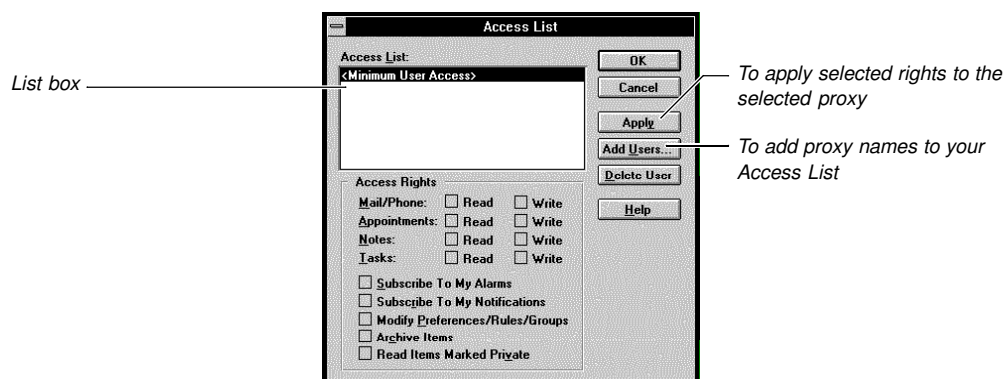 Access List
Access List:
<Minimum User Access>
OK
Cancel
Apply
Add Users...
Delete User
Help
Access Rights
Mail/Phone: Read Write
Appointments: Read Write
Notes: Read Write
Tasks: Read Write
Subscribe To My Alarms
Subscribe To My Notifications
Modify Preferences/Rules/Groups
Archive Items
Read Items Marked Private
List box
To apply selected rights to the
selected proxy
To add proxy names to your
Access List